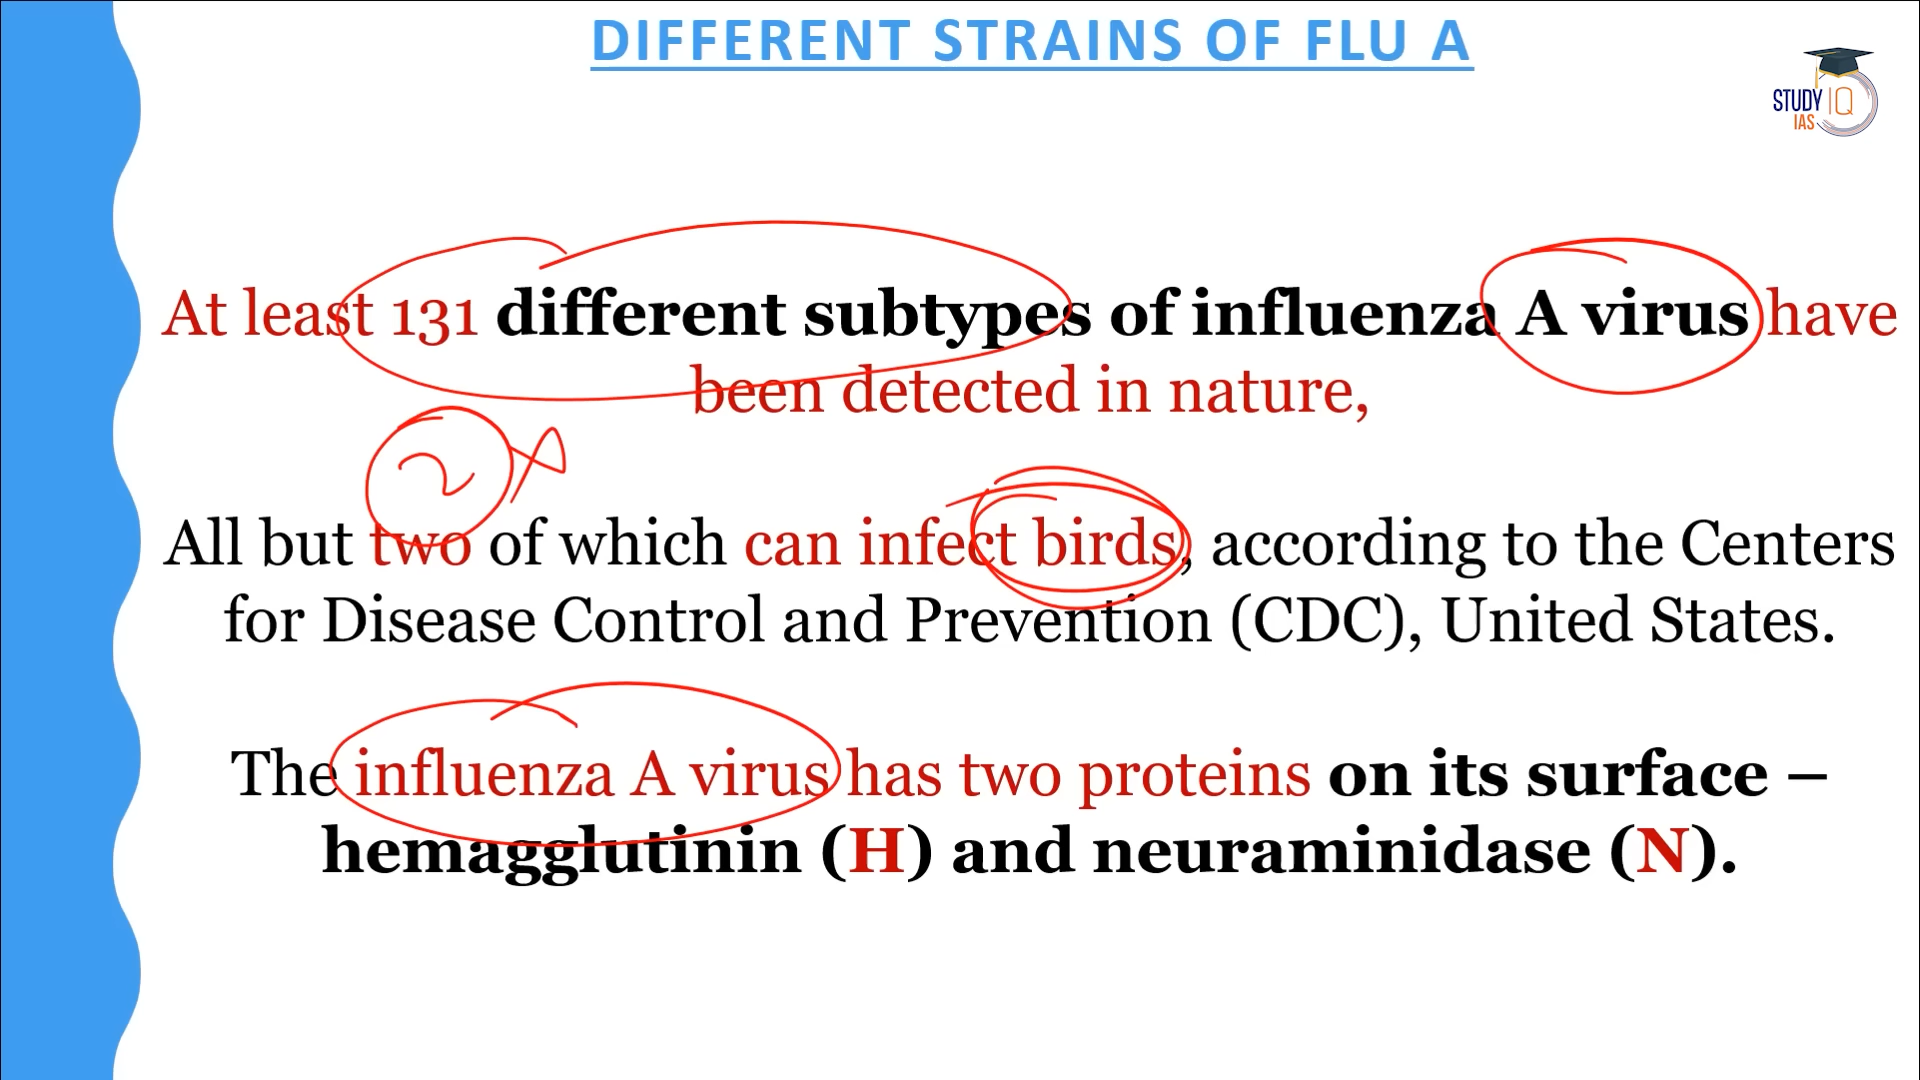 DIFFERENT STRAINS OF FLU A
STUDY IQ
IAS
At least 131 different subtypes of influenza A virus have
been detected in nature,
2
All but two of which can infect birds, according to the Centers
for Disease Control and Prevention (CDC), United States.
The influenza A virus has two proteins on its surface –
hemagglutinin (H) and neuraminidase (N).